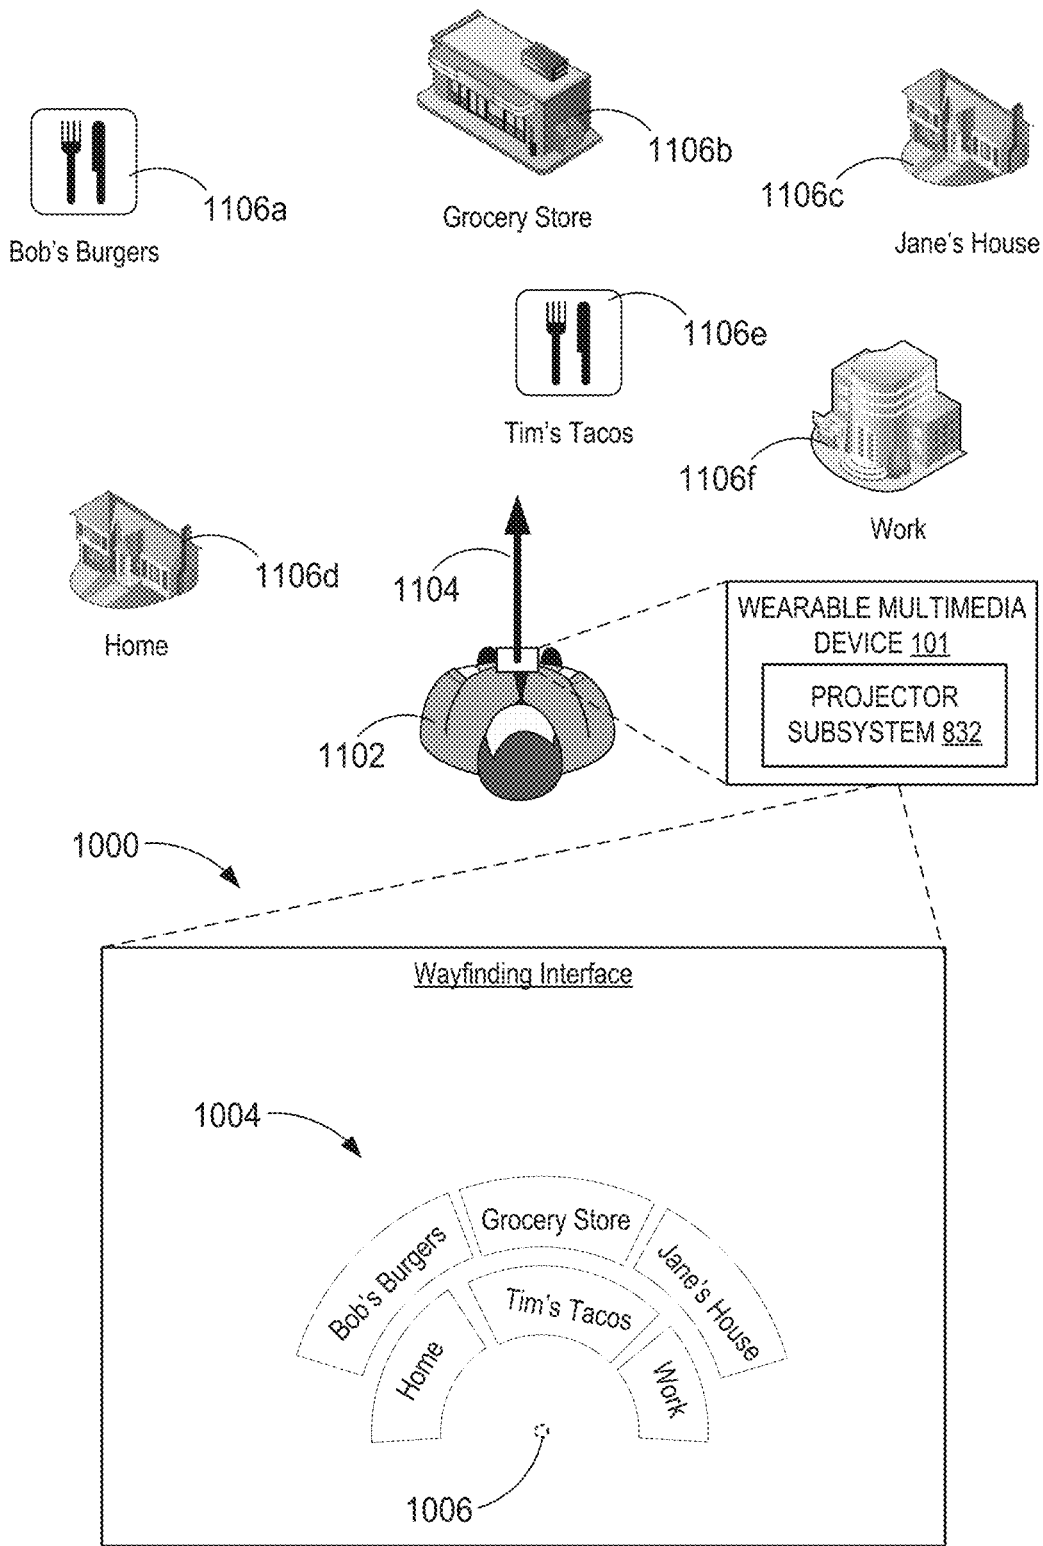 1106b
1106a
1106c
Grocery Store
Bob's Burgers
Jane's House
1106e
Tim's Tacos
1106f
Work
1106d
1104
Home
WEARABLE MULTIMEDIA
DEVICE 101
PROJECTOR
SUBSYSTEM 832
1102
1000
Wayfinding Interface
1004
Bob's Burgers
Grocery Store
Jane's House
Home
Tim's Tacos
Work
1006